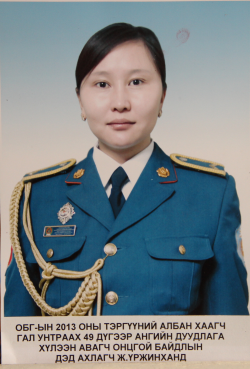 ОБГ-ЫН 2013 ОНЫ ТЭРГҮҮНИЙ АЛБАН ХААГЧ
ГАЛ УНТРААХ 49 ДҮГЭЭР АНГИЙН ДУУДЛАГА
ХҮЛЭЭН АВАГЧ ОНЦГОЙ БАЙДЛЫН
ДЭД АХЛАГЧ Ж.ҮРЖИНХАНД